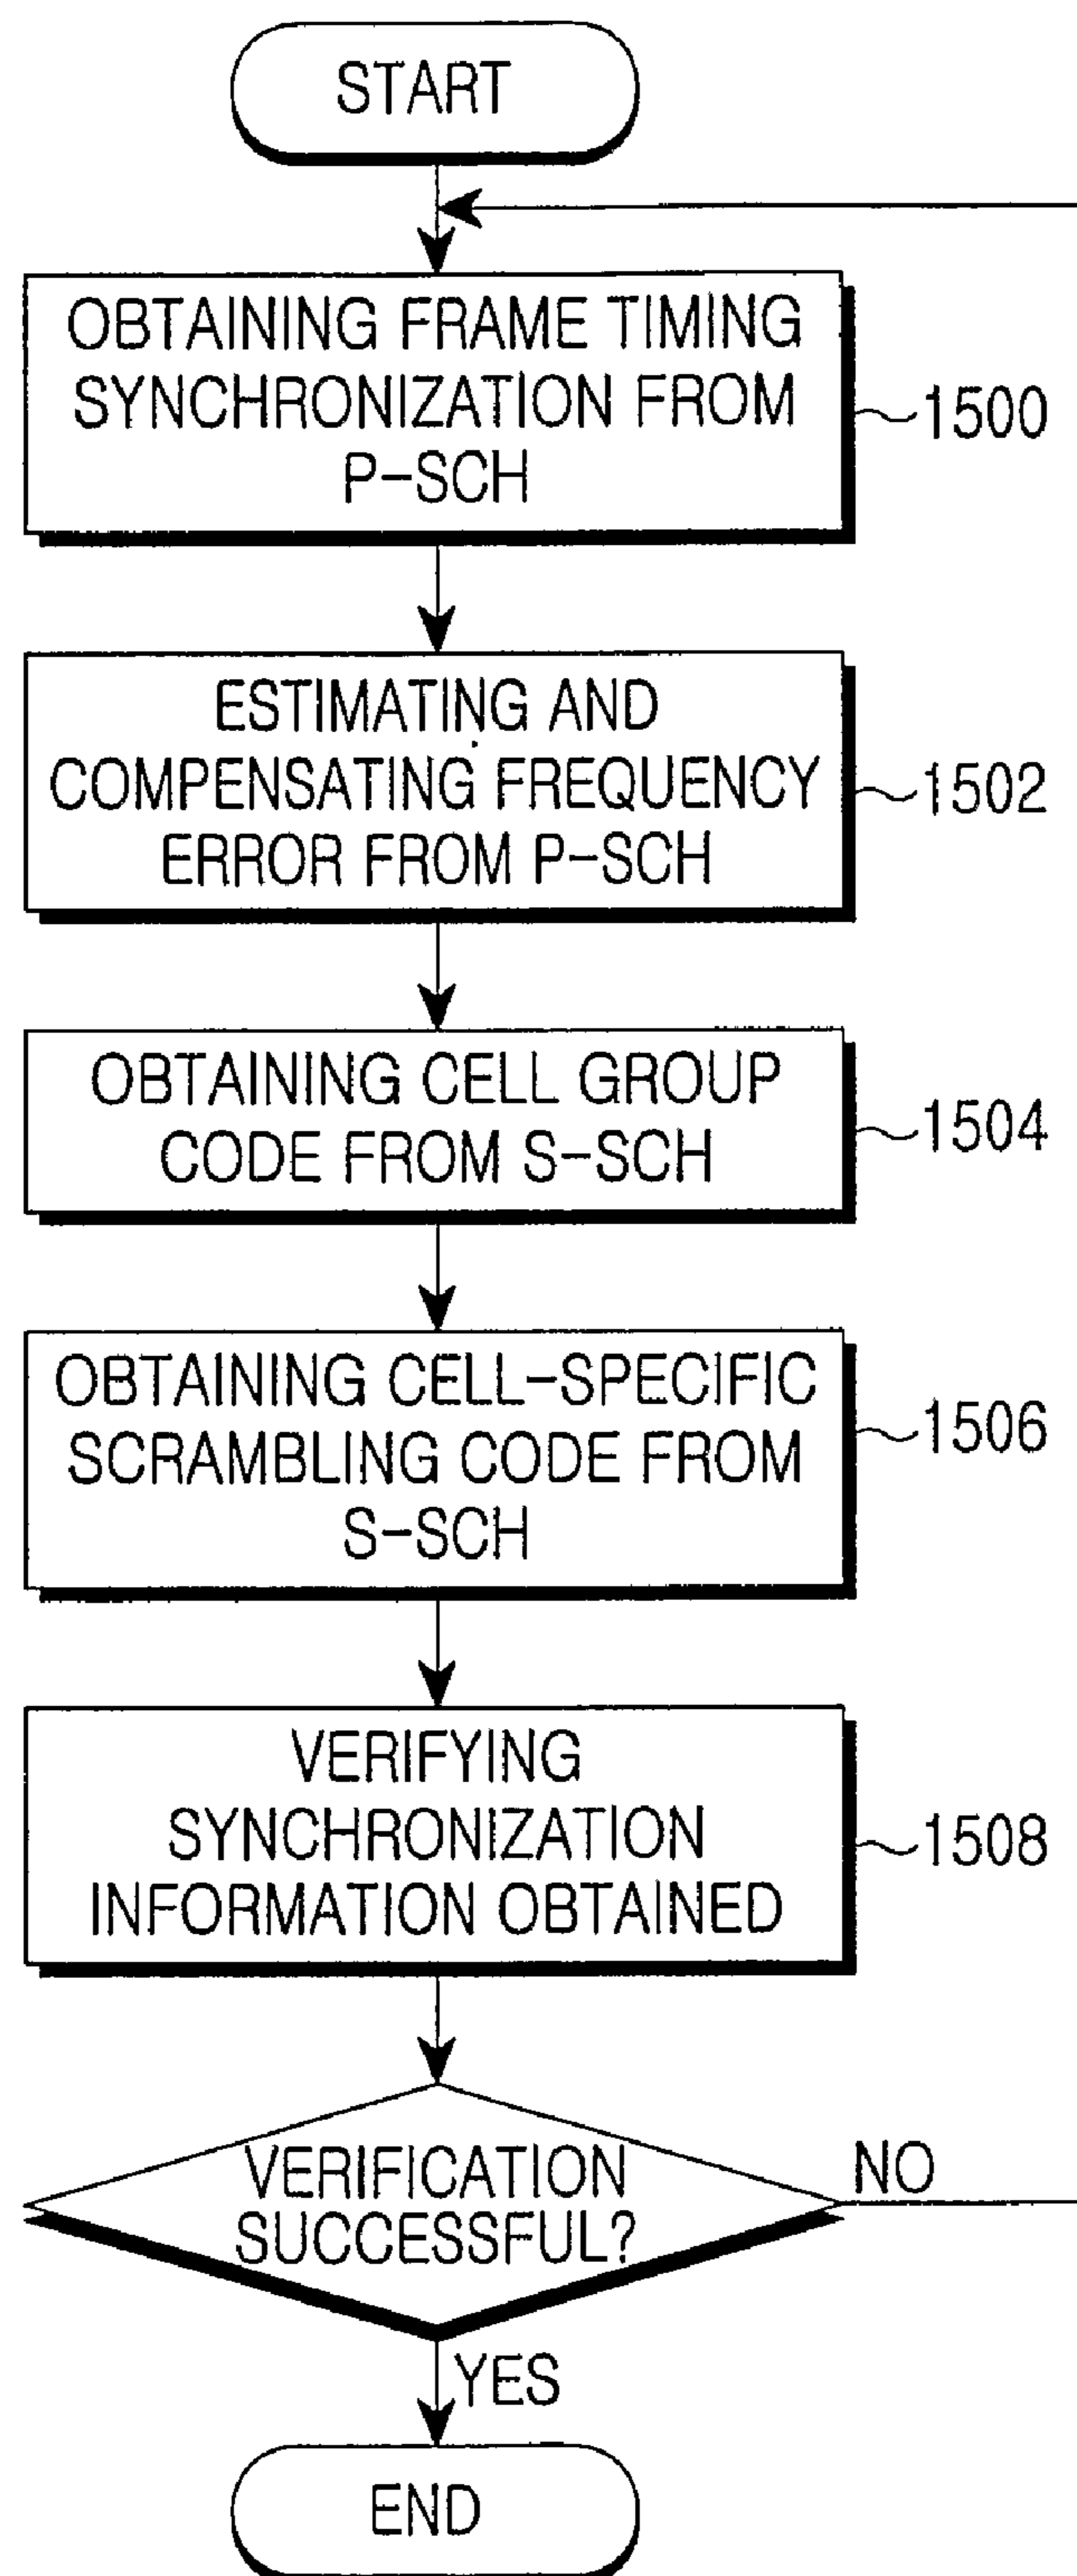 START
OBTAINING FRAME TIMING
SYNCHRONIZATION FROM
P-SCH
1500
ESTIMATING AND
COMPENSATING FREQUENCY
ERROR FROM P-SCH
1502
OBTAINING CELL GROUP
CODE FROM S-SCH
1504
OBTAINING CELL-SPECIFIC
SCRAMBLING CODE FROM
S-SCH
1506
VERIFYING
SYNCHRONIZATION
INFORMATION OBTAINED
1508
VERIFICATION
SUCCESSFUL?
NO
YES
END